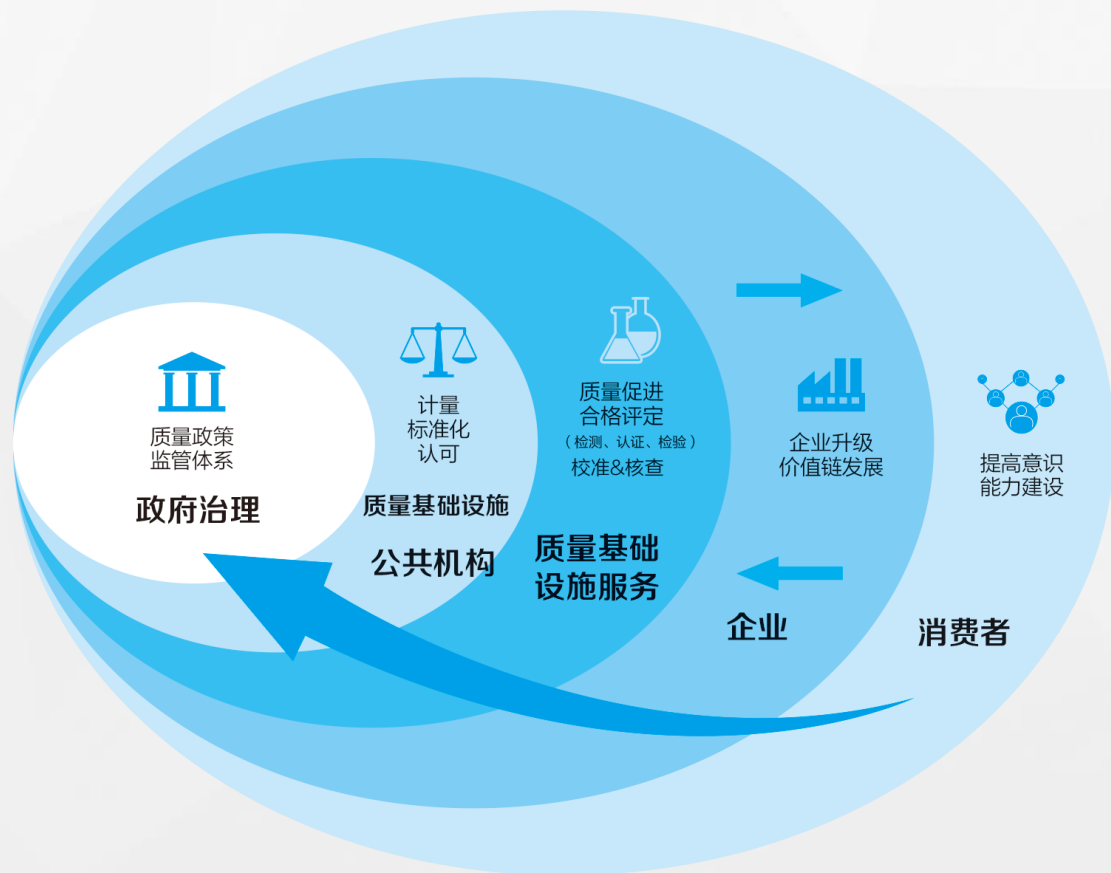 质量政策
监管体系
政府治理
计量
标准化
认可
质量基础设施
公共机构
质量促进
合格评定
（检测、认证、检验）
校准&核查
质量基础
设施服务
企业升级
价值链发展
企业
提高意识
能力建设
消费者